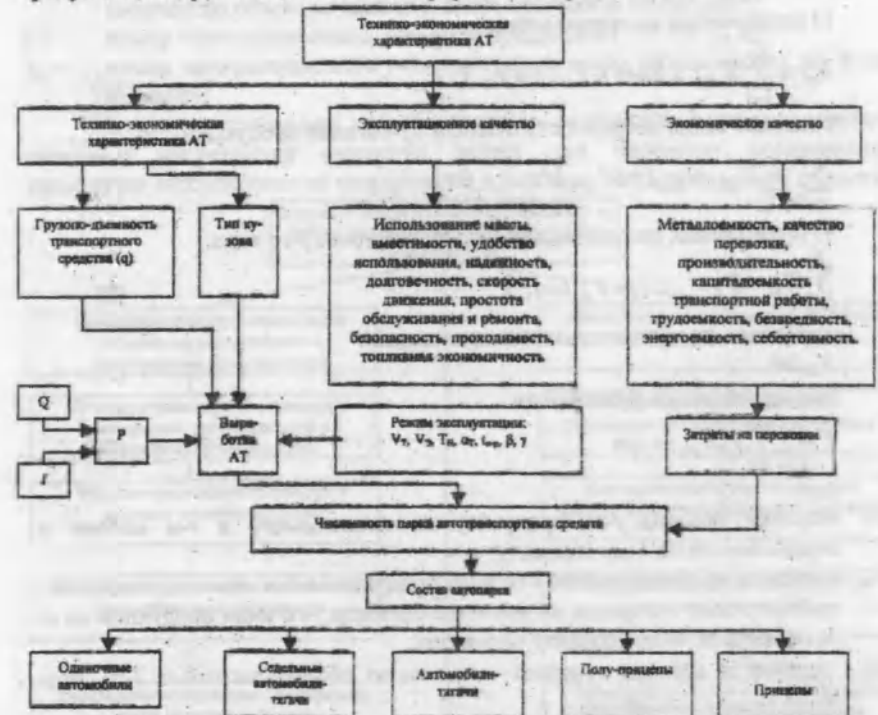 Технико-экономическая
характеристика АТ
Технико-экономическая
характеристика АТ
Эксплуатационное качество
Экономическое качество
Грузопо-дъемность
транспортного
средства (q)
Тип ку-
зова
Использование массы,
вместимости, удобство
использования, надежность,
долговечность, скорость
движения, простота
обслуживания и ремонта,
безопасность, проходимость,
топливная экономичность
Металлоемкость, качество
перевозки,
производительность,
капиталоемкость
транспортной работы,
трудоемкость, безвредность,
энергоемкость, себестоимость
Q
l
P
Выра-
ботка
АТ
Режим эксплуатации:
β, γ
Затраты на перевозки
Численность парка автотранспортных средств
Состав автопарка
Одиночные
автомобили
Седельные
автомобили-
тягачи
Автомобили-
тягачи
Полу-прицепы
Прицепы